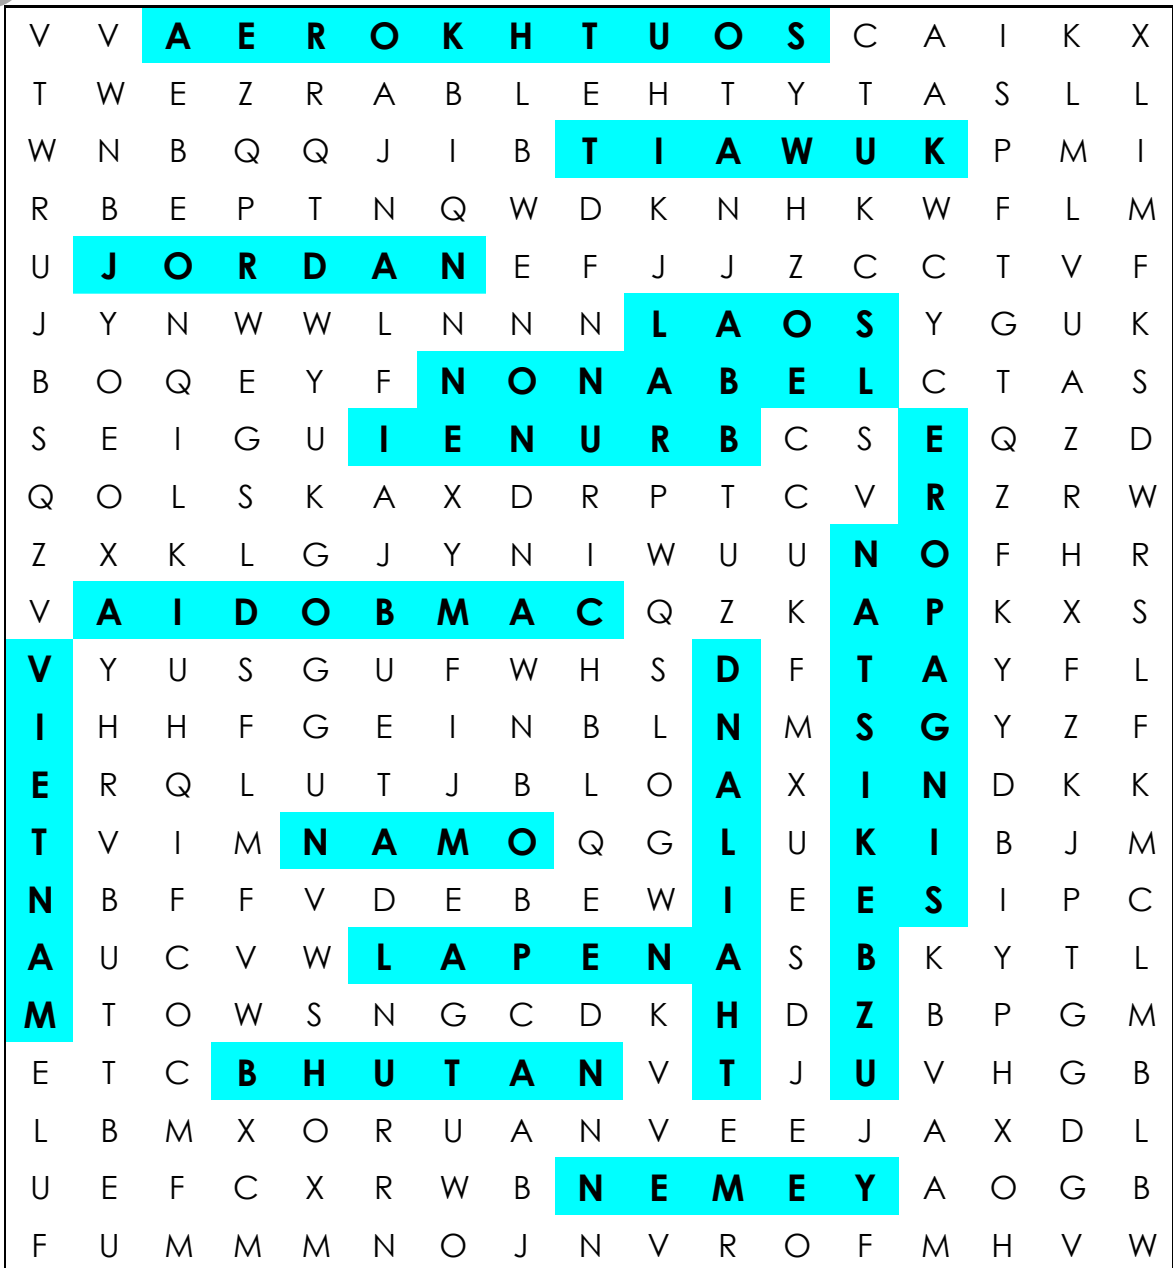 V V A E R O K H T U O S C A I K X
T W E Z R A B L E H T Y T A S L L
W N B Q Q J I B T I A W U K P M I
R B E P T N Q W D K N H K W F L M
U J O R D A N E F J J Z C C T V F
J Y N W W L N N N L A O S Y G U K
B O Q E Y F N O N A B E L C T A S
S E I G U I E N U R B C S E Q Z D
Q O L S K A X D R P T C V R Z R W
Z X K L G J Y N I W U U N O F H R
V A I D O B M A C Q Z K A P K X S
V Y U S G U F W H S D F T A Y F L
I H H F G E I N B L N M S G Y Z F
E R Q L U T J B L O A X I N D K K
T V I M N A M O Q G L U K I B J M
N B F F V D E B E W I E E S I P C
A U C V W L A P E N A S B K Y T L
M T O W S N G C D K H D Z B P G M
E T C B H U T A N V T J U V H G B
L B M X O R U A N V E E J A X D L
U E F C X R W B N E M E Y A O G B
F U M M M N O J N V R O F M H V W